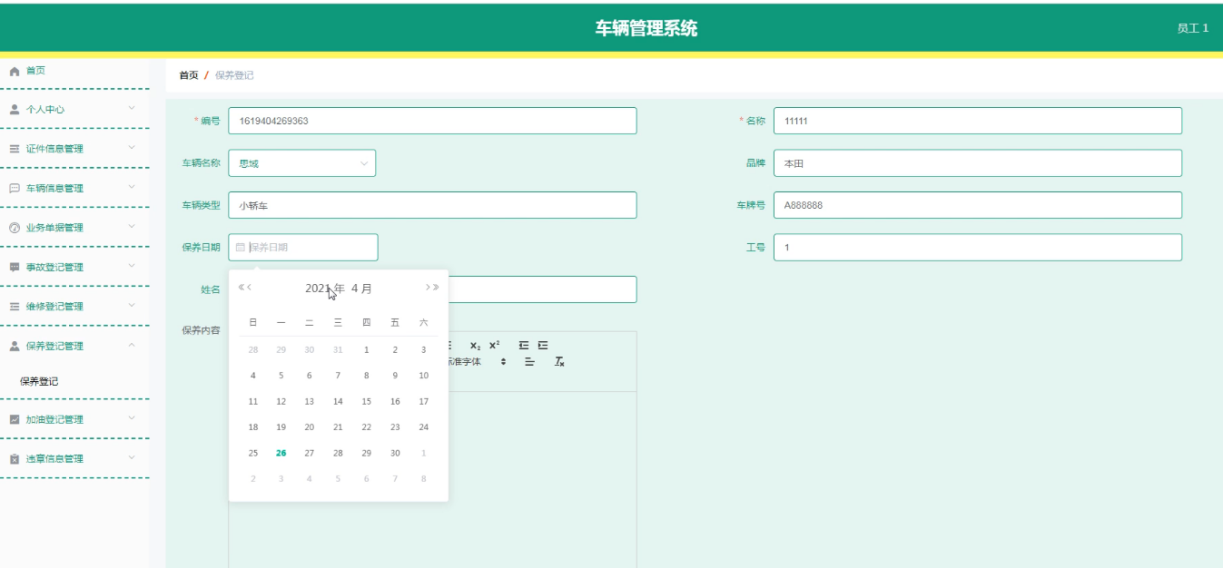 车辆管理系统
员工 1
首页
个人中心
证件信息管理
车辆信息管理
业务单据管理
事故登记管理
维修登记管理
保养登记管理
保养登记
加油登记管理
违章信息管理
首页 / 保养登记
* 编号 1619404269363
* 名称 11111
车辆名称 思域
品牌 本田
车辆类型 小轿车
车牌号 A888888
保养日期 保养日期
工号 1
姓名
保养内容
2021 年 4 月
日 一 二 三 四 五 六
28 29 30 31 1 2 3
4 5 6 7 8 9 10
11 12 13 14 15 16 17
18 19 20 21 22 23 24
25 26 27 28 29 30 1
2 3 4 5 6 7 8
x₂ x²
准字体